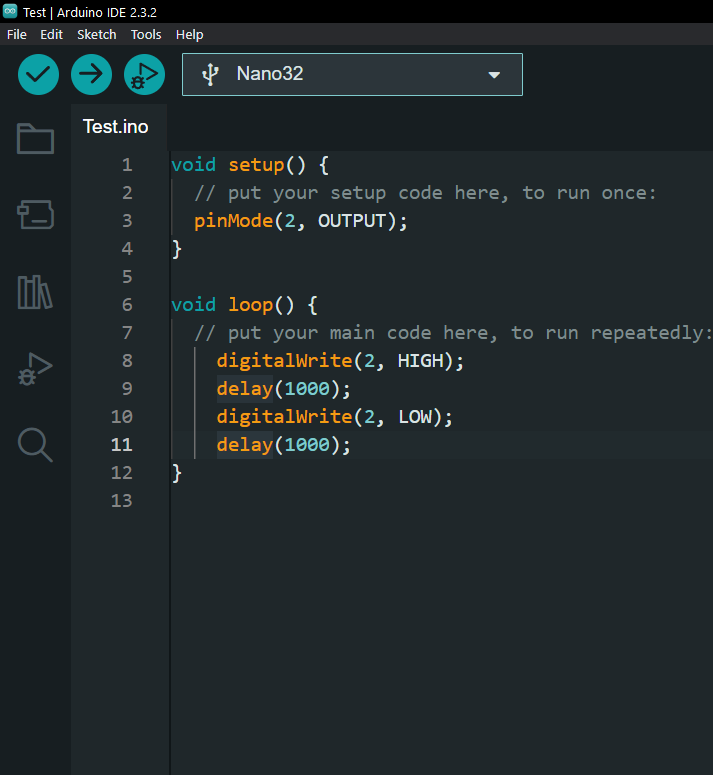 Test | Arduino IDE 2.3.2
File Edit Sketch Tools Help
Nano32
Test.ino
1 void setup() {
2   // put your setup code here, to run once:
3   pinMode(2, OUTPUT);
4 }
5
6 void loop() {
7   // put your main code here, to run repeatedly:
8     digitalWrite(2, HIGH);
9     delay(1000);
10     digitalWrite(2, LOW);
11     delay(1000);
12 }
13